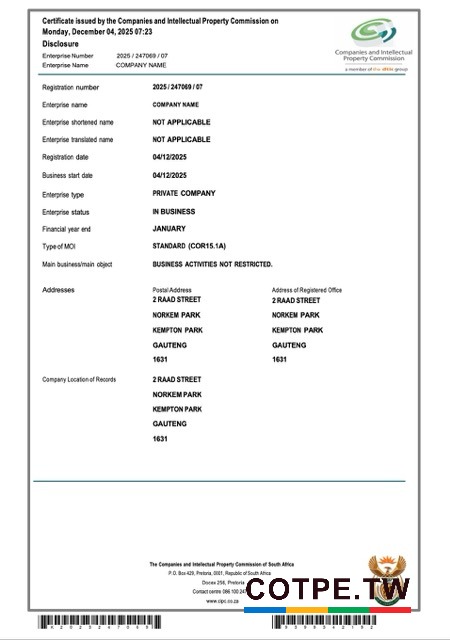 Certificate issued by the Companies and Intellectual Property Commission on
Monday, December 04, 2025 07:23
Disclosure
Enterprise Number 2025 / 247069 / 07
Enterprise Name COMPANY NAME
Companies and Intellectual
Property Commission
a member of the dtic group
Registration number 2025 / 247069 / 07
Enterprise name COMPANY NAME
Enterprise shortened name NOT APPLICABLE
Enterprise translated name NOT APPLICABLE
Registration date 04/12/2025
Business start date 04/12/2025
Enterprise type PRIVATE COMPANY
Enterprise status IN BUSINESS
Financial year end JANUARY
Type of MOI STANDARD (COR15.1A)
Main business/main object BUSINESS ACTIVITIES NOT RESTRICTED.
Addresses Postal Address Address of Registered Office
2 RAAD STREET 2 RAAD STREET
NORKEM PARK NORKEM PARK
KEMPTON PARK KEMPTON PARK
GAUTENG GAUTENG
1631 1631
Company Location of Records 2 RAAD STREET
NORKEM PARK
KEMPTON PARK
GAUTENG
1631
The Companies and Intellectual Property Commission of South Africa
P.O. Box 429, Pretoria, 0001, Republic of South Africa
Docex 256, Pretoria
Contact centre 086 100
www.cipc.co.za
COTPE.TW